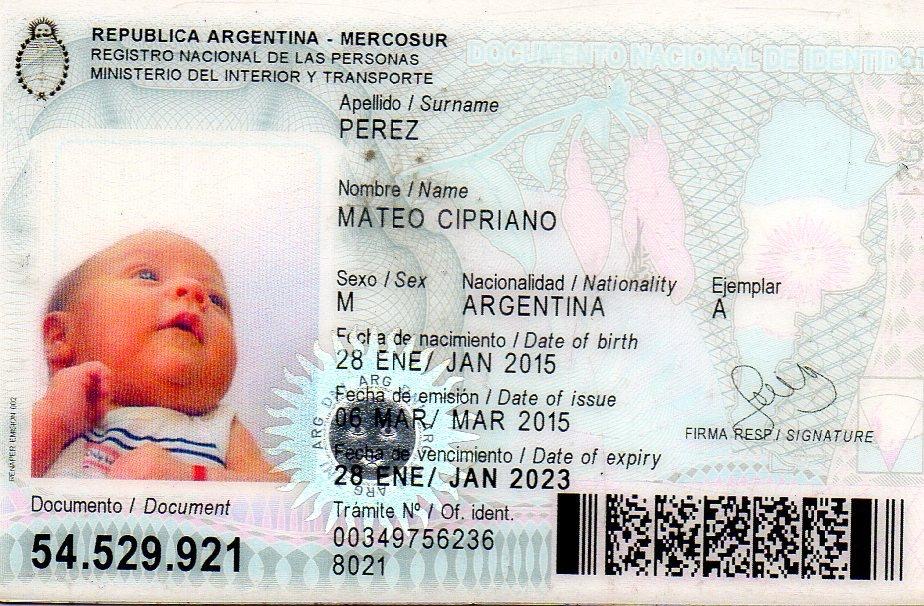 REPUBLICA ARGENTINA - MERCOSUR
REGISTRO NACIONAL DE LAS PERSONAS
MINISTERIO DEL INTERIOR Y TRANSPORTE
DOCUMENTO NACIONAL DE IDENTID
Apellido / Surname
PEREZ
Nombre / Name
MATEO CIPRIANO
Sexo / Sex Nacionalidad / Nationality Ejemplar
M ARGENTINA A
Fecha de nacimiento / Date of birth
28 ENE/ JAN 2015
Fecha de emisión / Date of issue
06 MAR/ MAR 2015
FIRMA RESP / SIGNATURE
Fecha de vencimiento / Date of expiry
28 ENE/ JAN 2023
Documento / Document
54.529.921
Trámite Nº / Of. ident.
00349756236
8021